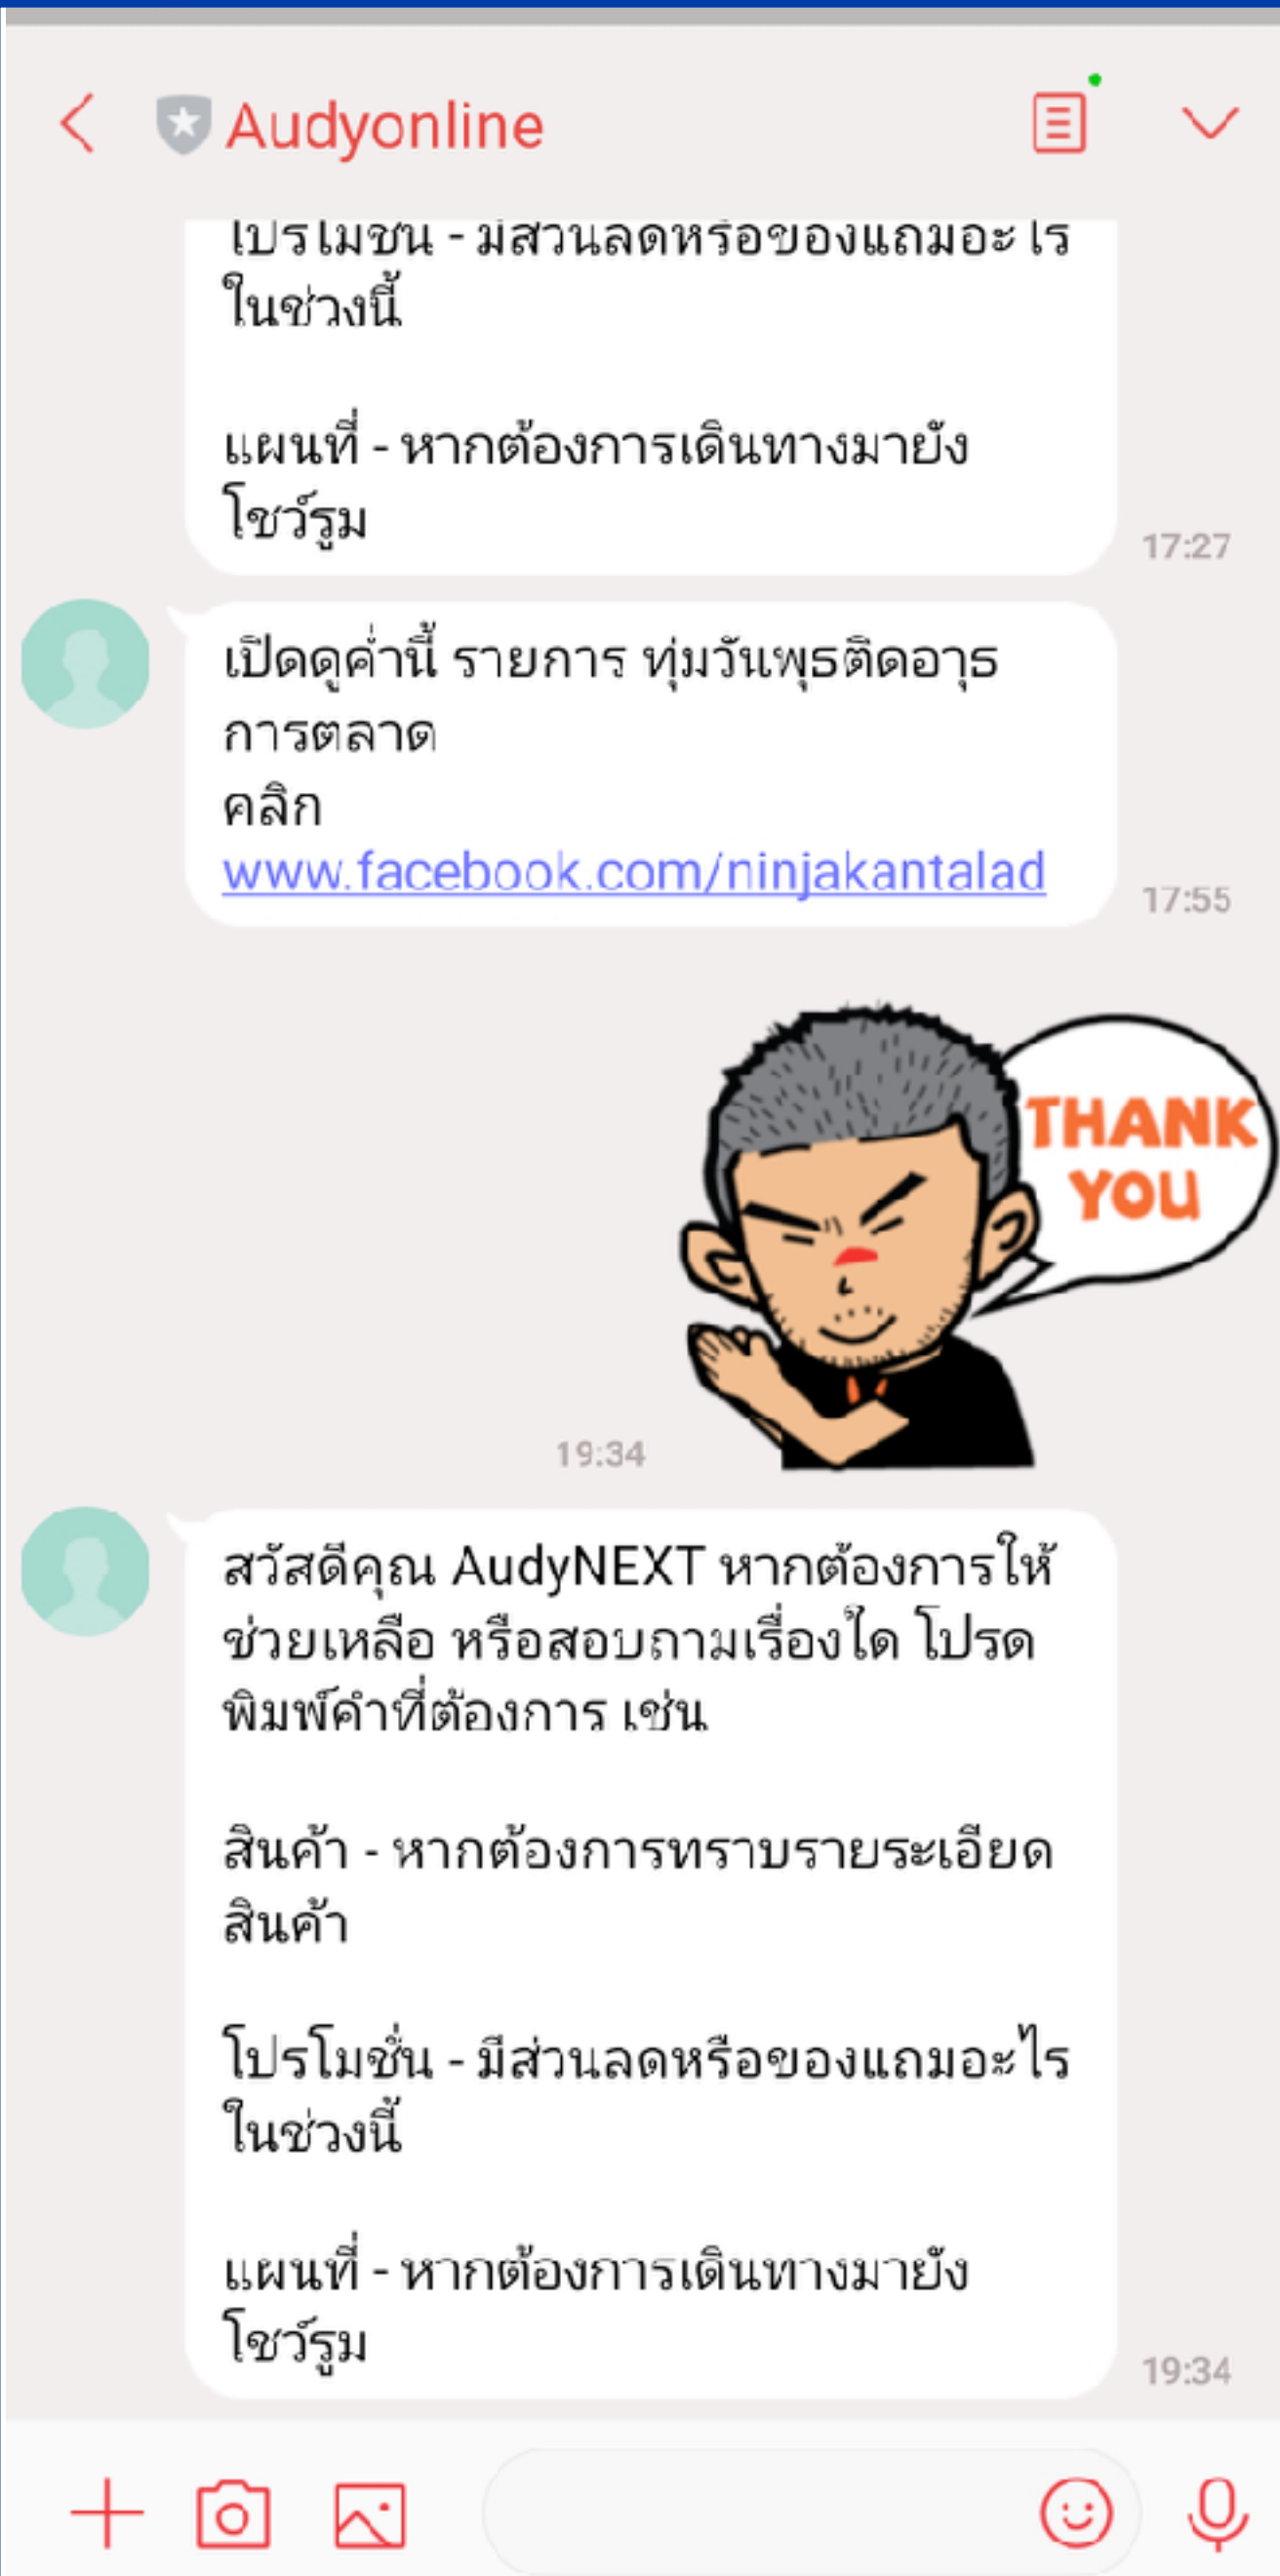 Audyonline
โปรโมชั่น - มีส่วนลดหรือของแถมอะไร
ในช่วงนี้
แผนที่ - หากต้องการเดินทางมายัง
โชว์รูม
17:27
เปิดดูค่ำนี้ รายการ ทุ่มวันพุธติดอาุธ
การตลาด
คลิก
www.facebook.com/ninjakantalad
17:55
THANK
YOU
19:34
สวัสดีคุณ AudyNEXT หากต้องการให้
ช่วยเหลือ หรือสอบถามเรื่องใด โปรด
พิมพ์คำที่ต้องการ เช่น
สินค้า - หากต้องการทราบรายระเอียด
สินค้า
โปรโมชั่น - มีส่วนลดหรือของแถมอะไร
ในช่วงนี้
แผนที่ - หากต้องการเดินทางมายัง
โชว์รูม
19:34